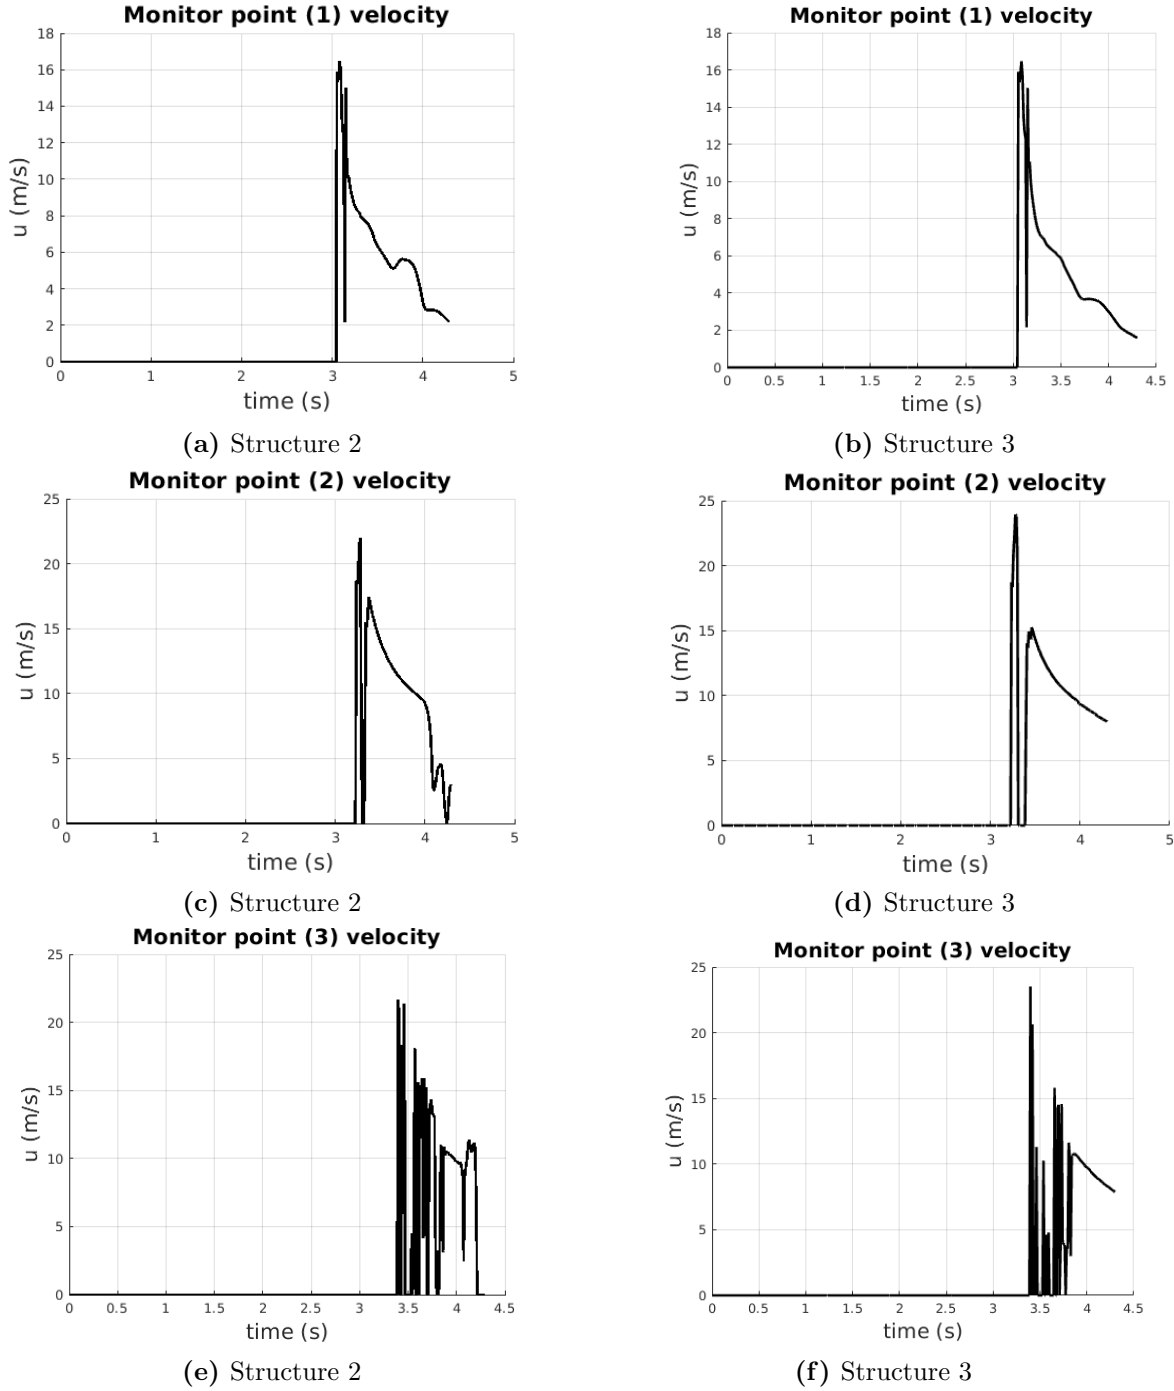 Monitor point (1) velocity
18
16
14
12
10
8
6
4
2
0
u (m/s)
0 1 2 3 4 5
time (s)
(a) Structure 2
Monitor point (1) velocity
18
16
14
12
10
8
6
4
2
0
u (m/s)
0 0.5 1 1.5 2 2.5 3 3.5 4 4.5
time (s)
(b) Structure 3
Monitor point (2) velocity
25
20
15
10
5
0
u (m/s)
0 1 2 3 4 5
time (s)
(c) Structure 2
Monitor point (2) velocity
25
20
15
10
5
0
u (m/s)
0 1 2 3 4 5
time (s)
(d) Structure 3
Monitor point (3) velocity
25
20
15
10
5
0
u (m/s)
0 0.5 1 1.5 2 2.5 3 3.5 4 4.5
time (s)
(e) Structure 2
Monitor point (3) velocity
25
20
15
10
5
0
u (m/s)
0 0.5 1 1.5 2 2.5 3 3.5 4 4.5
time (s)
(f) Structure 3